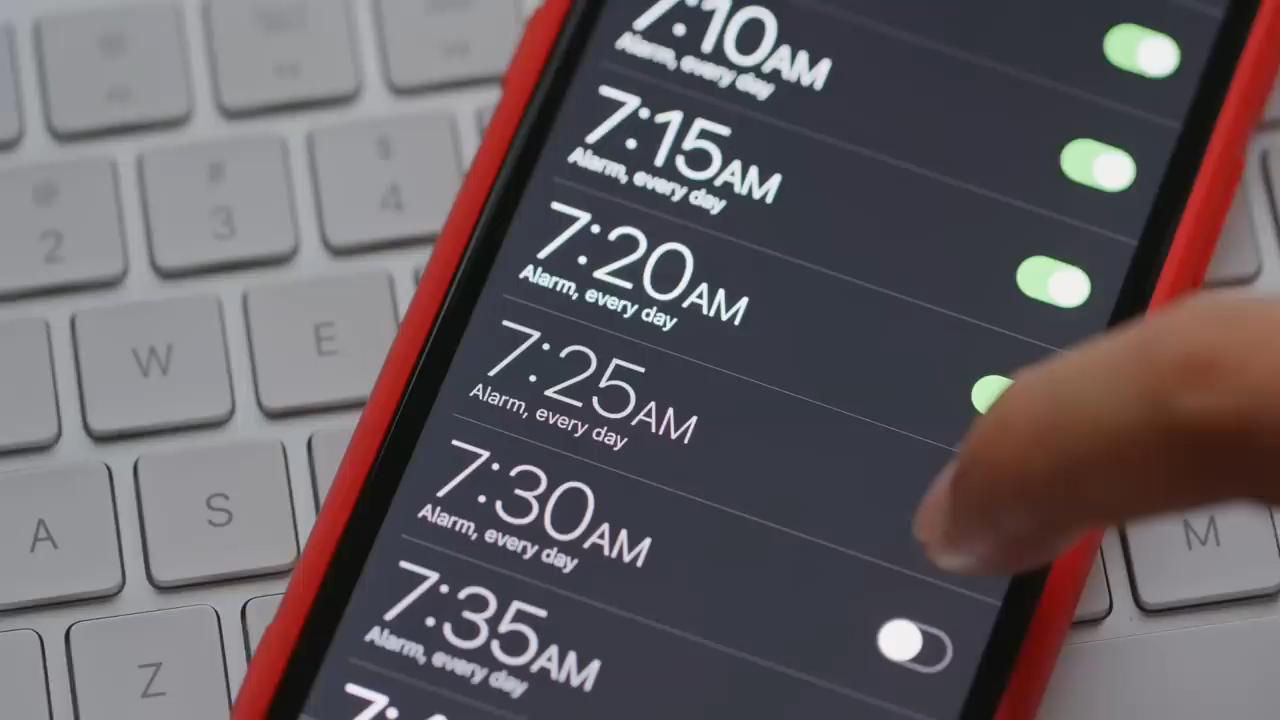 7:10AM
Alarm, every day
7:15AM
Alarm, every day
7:20AM
Alarm, every day
7:25AM
Alarm, every day
7:30AM
Alarm, every day
7:35AM
Alarm, every day
2
3
4
W
E
A
S
Z
M